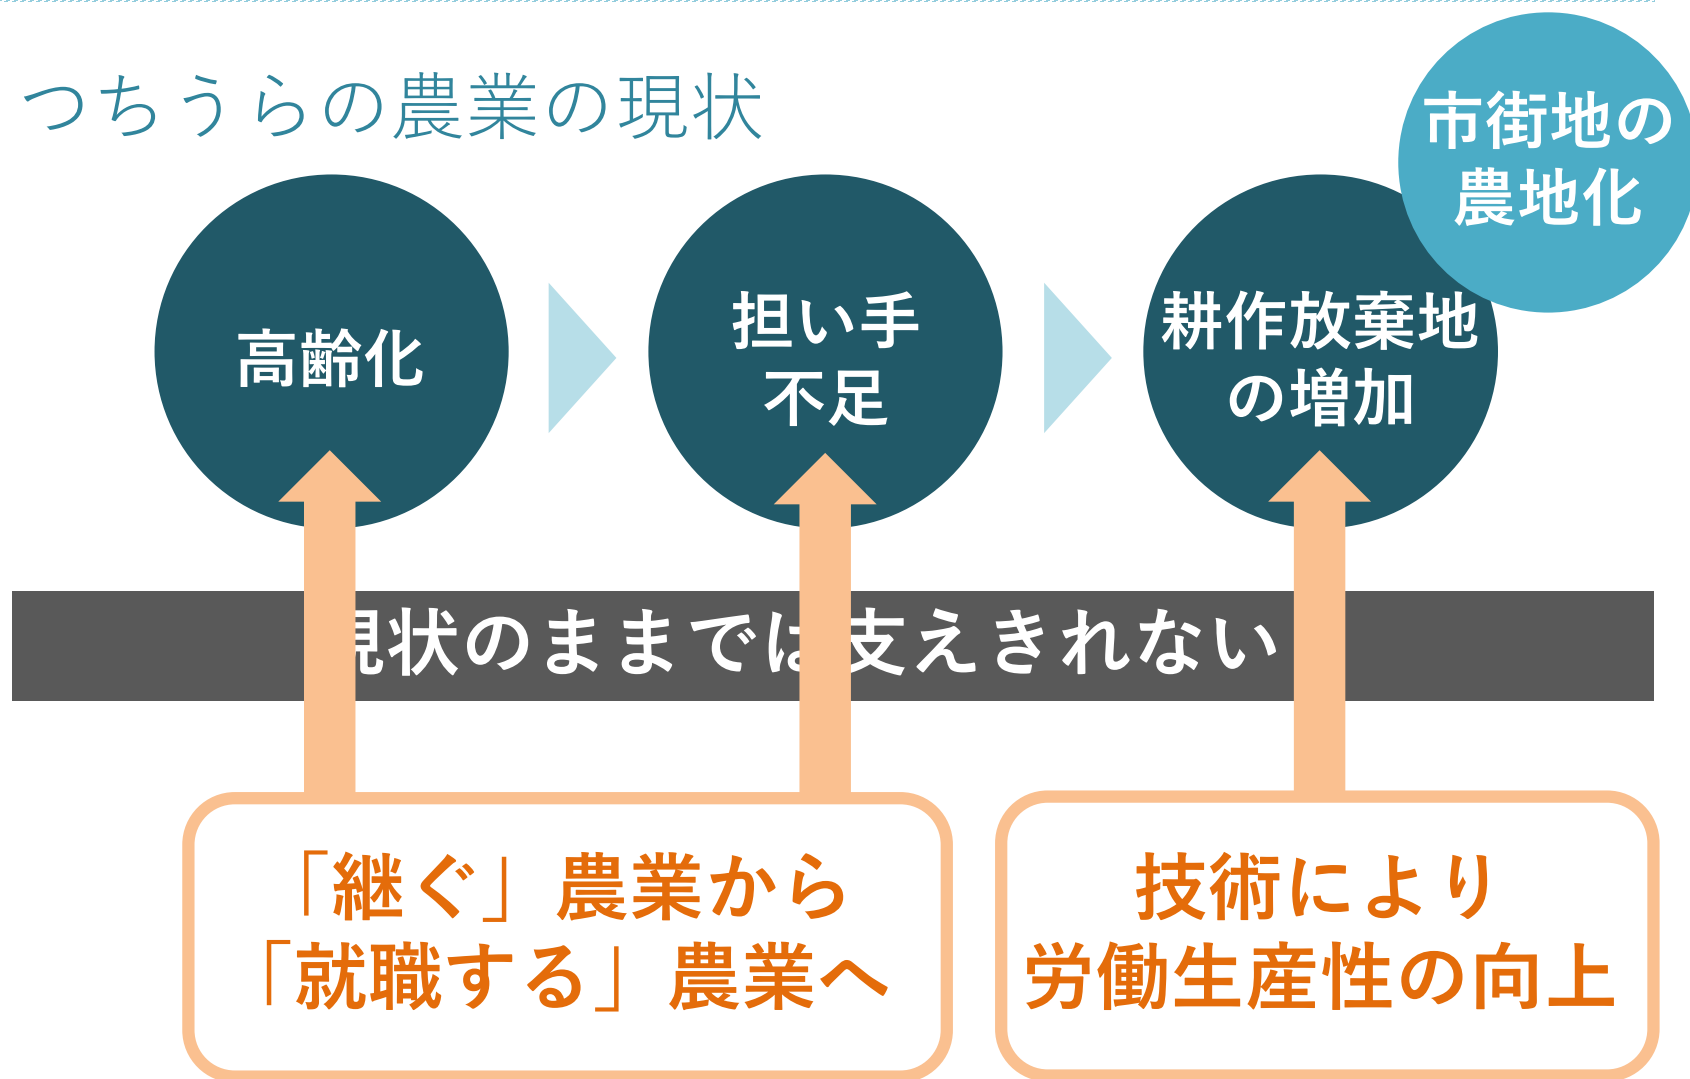 つちうらの農業の現状
市街地の
農地化
高齢化
担い手
不足
耕作放棄地
の増加
現状のままでは支えきれない
「継ぐ」農業から
「就職する」農業へ
技術により
労働生産性の向上